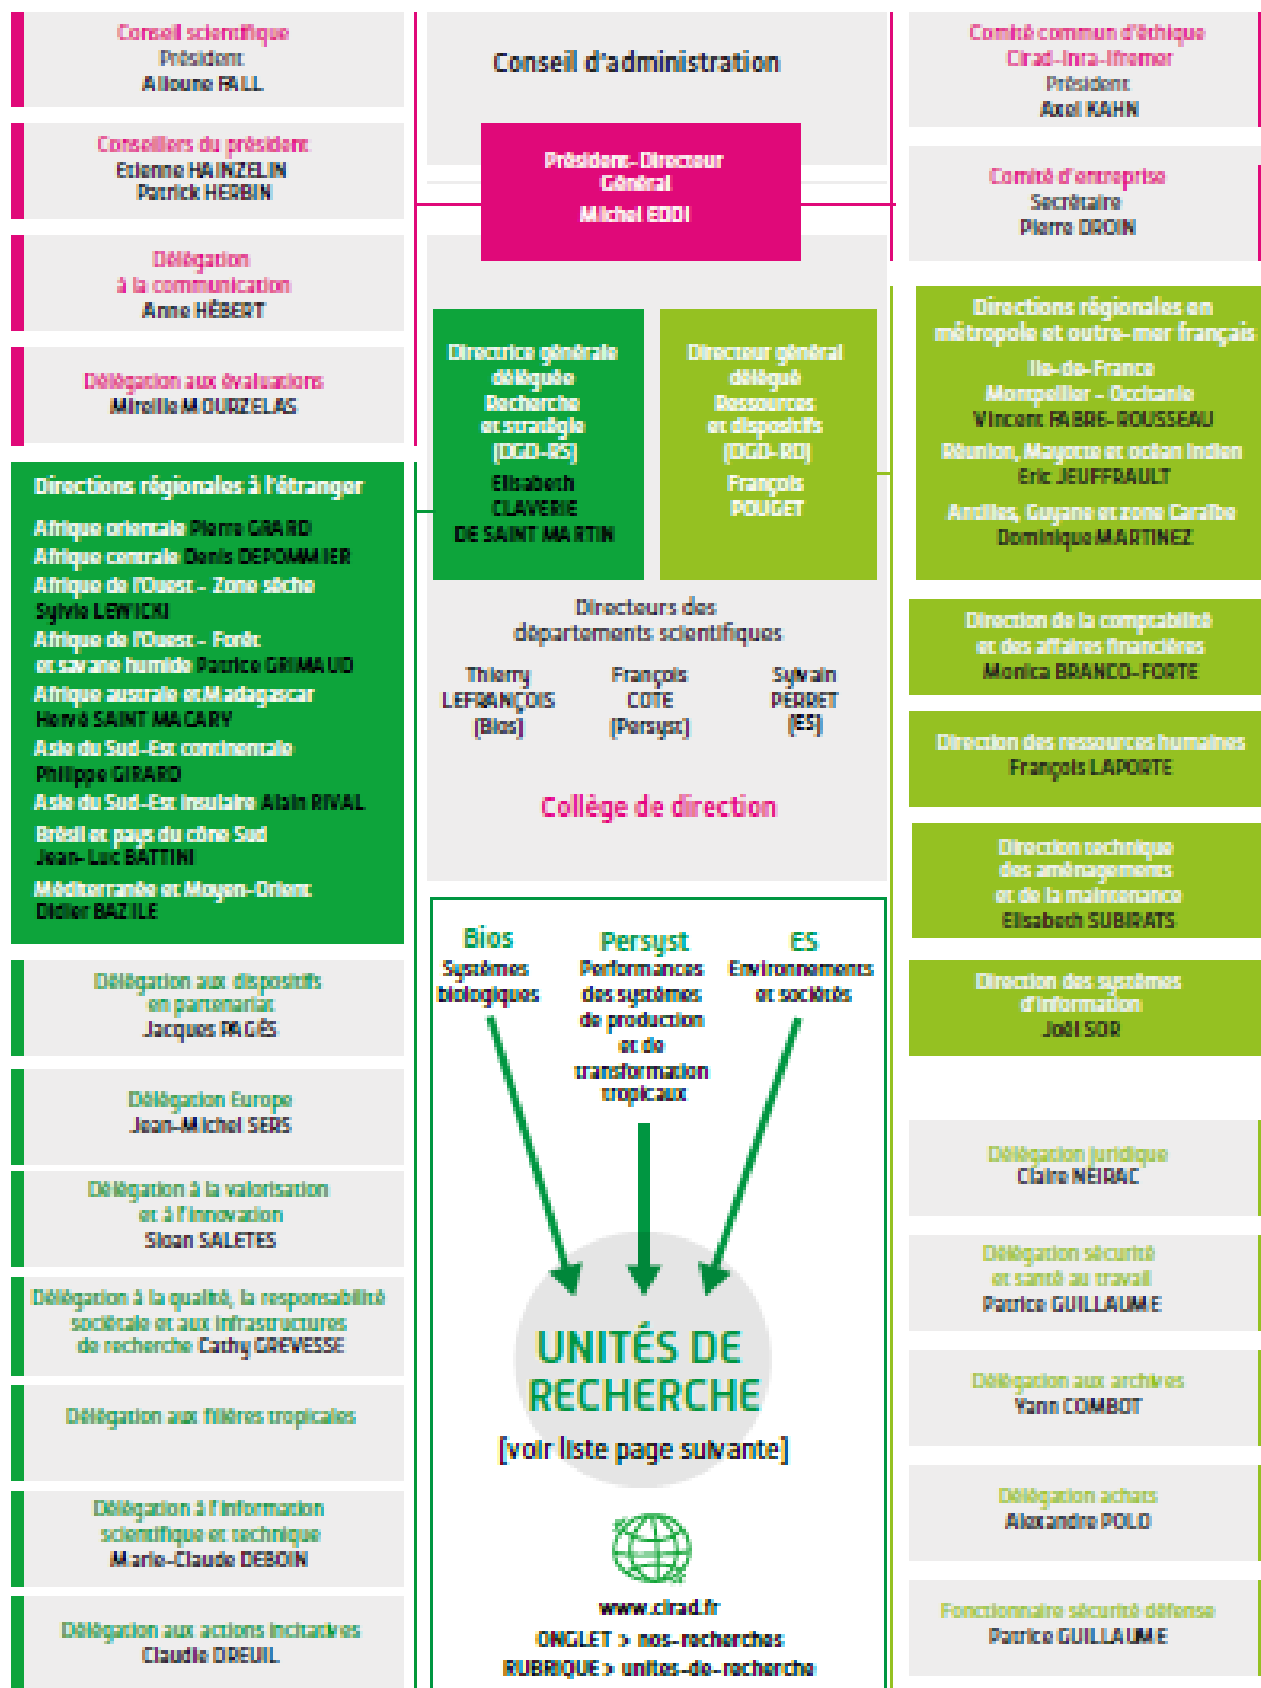 Conseil scientifique
Président
Alioune FALL
Conseillers du président
Etienne HAINZELIN
Patrick HERBIN
Délégation
à la communication
Anne HÉBERT
Délégation aux évaluations
Mireille MOURZELAS
Directions régionales à l'étranger
Afrique orientale Pierre GRARD
Afrique centrale Denis DEPOMMIER
Afrique de l'Ouest - Zone sèche
Sylvie LEWICKI
Afrique de l'Ouest - Forêt
et savane humide Patrice GRIMAUD
Afrique australe et Madagascar
Hervé SAINT MACARY
Asie du Sud-Est continentale
Philippe GIRARD
Asie du Sud-Est insulaire Alain RIVAL
Brésil et pays du cône Sud
Jean-Luc BATTINI
Méditerranée et Moyen-Orient
Didier BAZILE
Délégation aux dispositifs
en partenariat
Jacques PAGÈS
Délégation Europe
Jean-Michel SERS
Délégation à la valorisation
et à l'innovation
Sloan SALETES
Délégation à la qualité, la responsabilité
sociétale et aux infrastructures
de recherche Cathy GREVESSE
Délégation aux filières tropicales
Délégation à l'information
scientifique et technique
Marie-Claude DEBOIN
Délégation aux actions incitatives
Claudie DREUIL
Conseil d'administration
Président-Directeur
Général
Michel EDDI
Directrice générale
déléguée
Recherche
et stratégie
(DGD-RS)
Elisabeth
CLAVERIE
DE SAINT MARTIN
Directeur général
délégué
Ressources
et dispositifs
(DGD-RD)
François
POUGET
Directeurs des
départements scientifiques
Thierry
LEFRANÇOIS
(Bios)
François
COTE
(Persyst)
Sylvain
PERRET
(ES)
Collège de direction
Bios
Systèmes
biologiques
Persyst
Performances
des systèmes
de production
et de
transformation
tropicaux
ES
Environnements
et sociétés
UNITÉS DE
RECHERCHE
[voir liste page suivante]
www.cirad.fr
ONGLET > nos-recherches
RUBRIQUE > unites-de-recherche
Comité commun d'éthique
Cirad-Inra-Ifremer
Président
Axel KAHN
Comité d'entreprise
Secrétaire
Pierre DROIN
Directions régionales en
métropole et outre-mer français
Ile-de-France
Montpellier - Occitanie
Vincent FABRE-ROUSSEAU
Réunion, Mayotte et océan Indien
Eric JEUFFRAULT
Antilles, Guyane et zone Caraïbe
Dominique MARTINEZ
Direction de la comptabilité
et des affaires financières
Monica BRANCO-FORTE
Direction des ressources humaines
François LAPORTE
Direction technique
des aménagements
et de la maintenance
Elisabeth SUBIRATS
Direction des systèmes
d'information
Joël SOR
Délégation juridique
Claire NEIRAC
Délégation sécurité
et santé au travail
Patrice GUILLAUME
Délégation aux archives
Yann COMBOT
Délégation achats
Alexandre POLO
Fonctionnaire sécurité défense
Patrice GUILLAUME